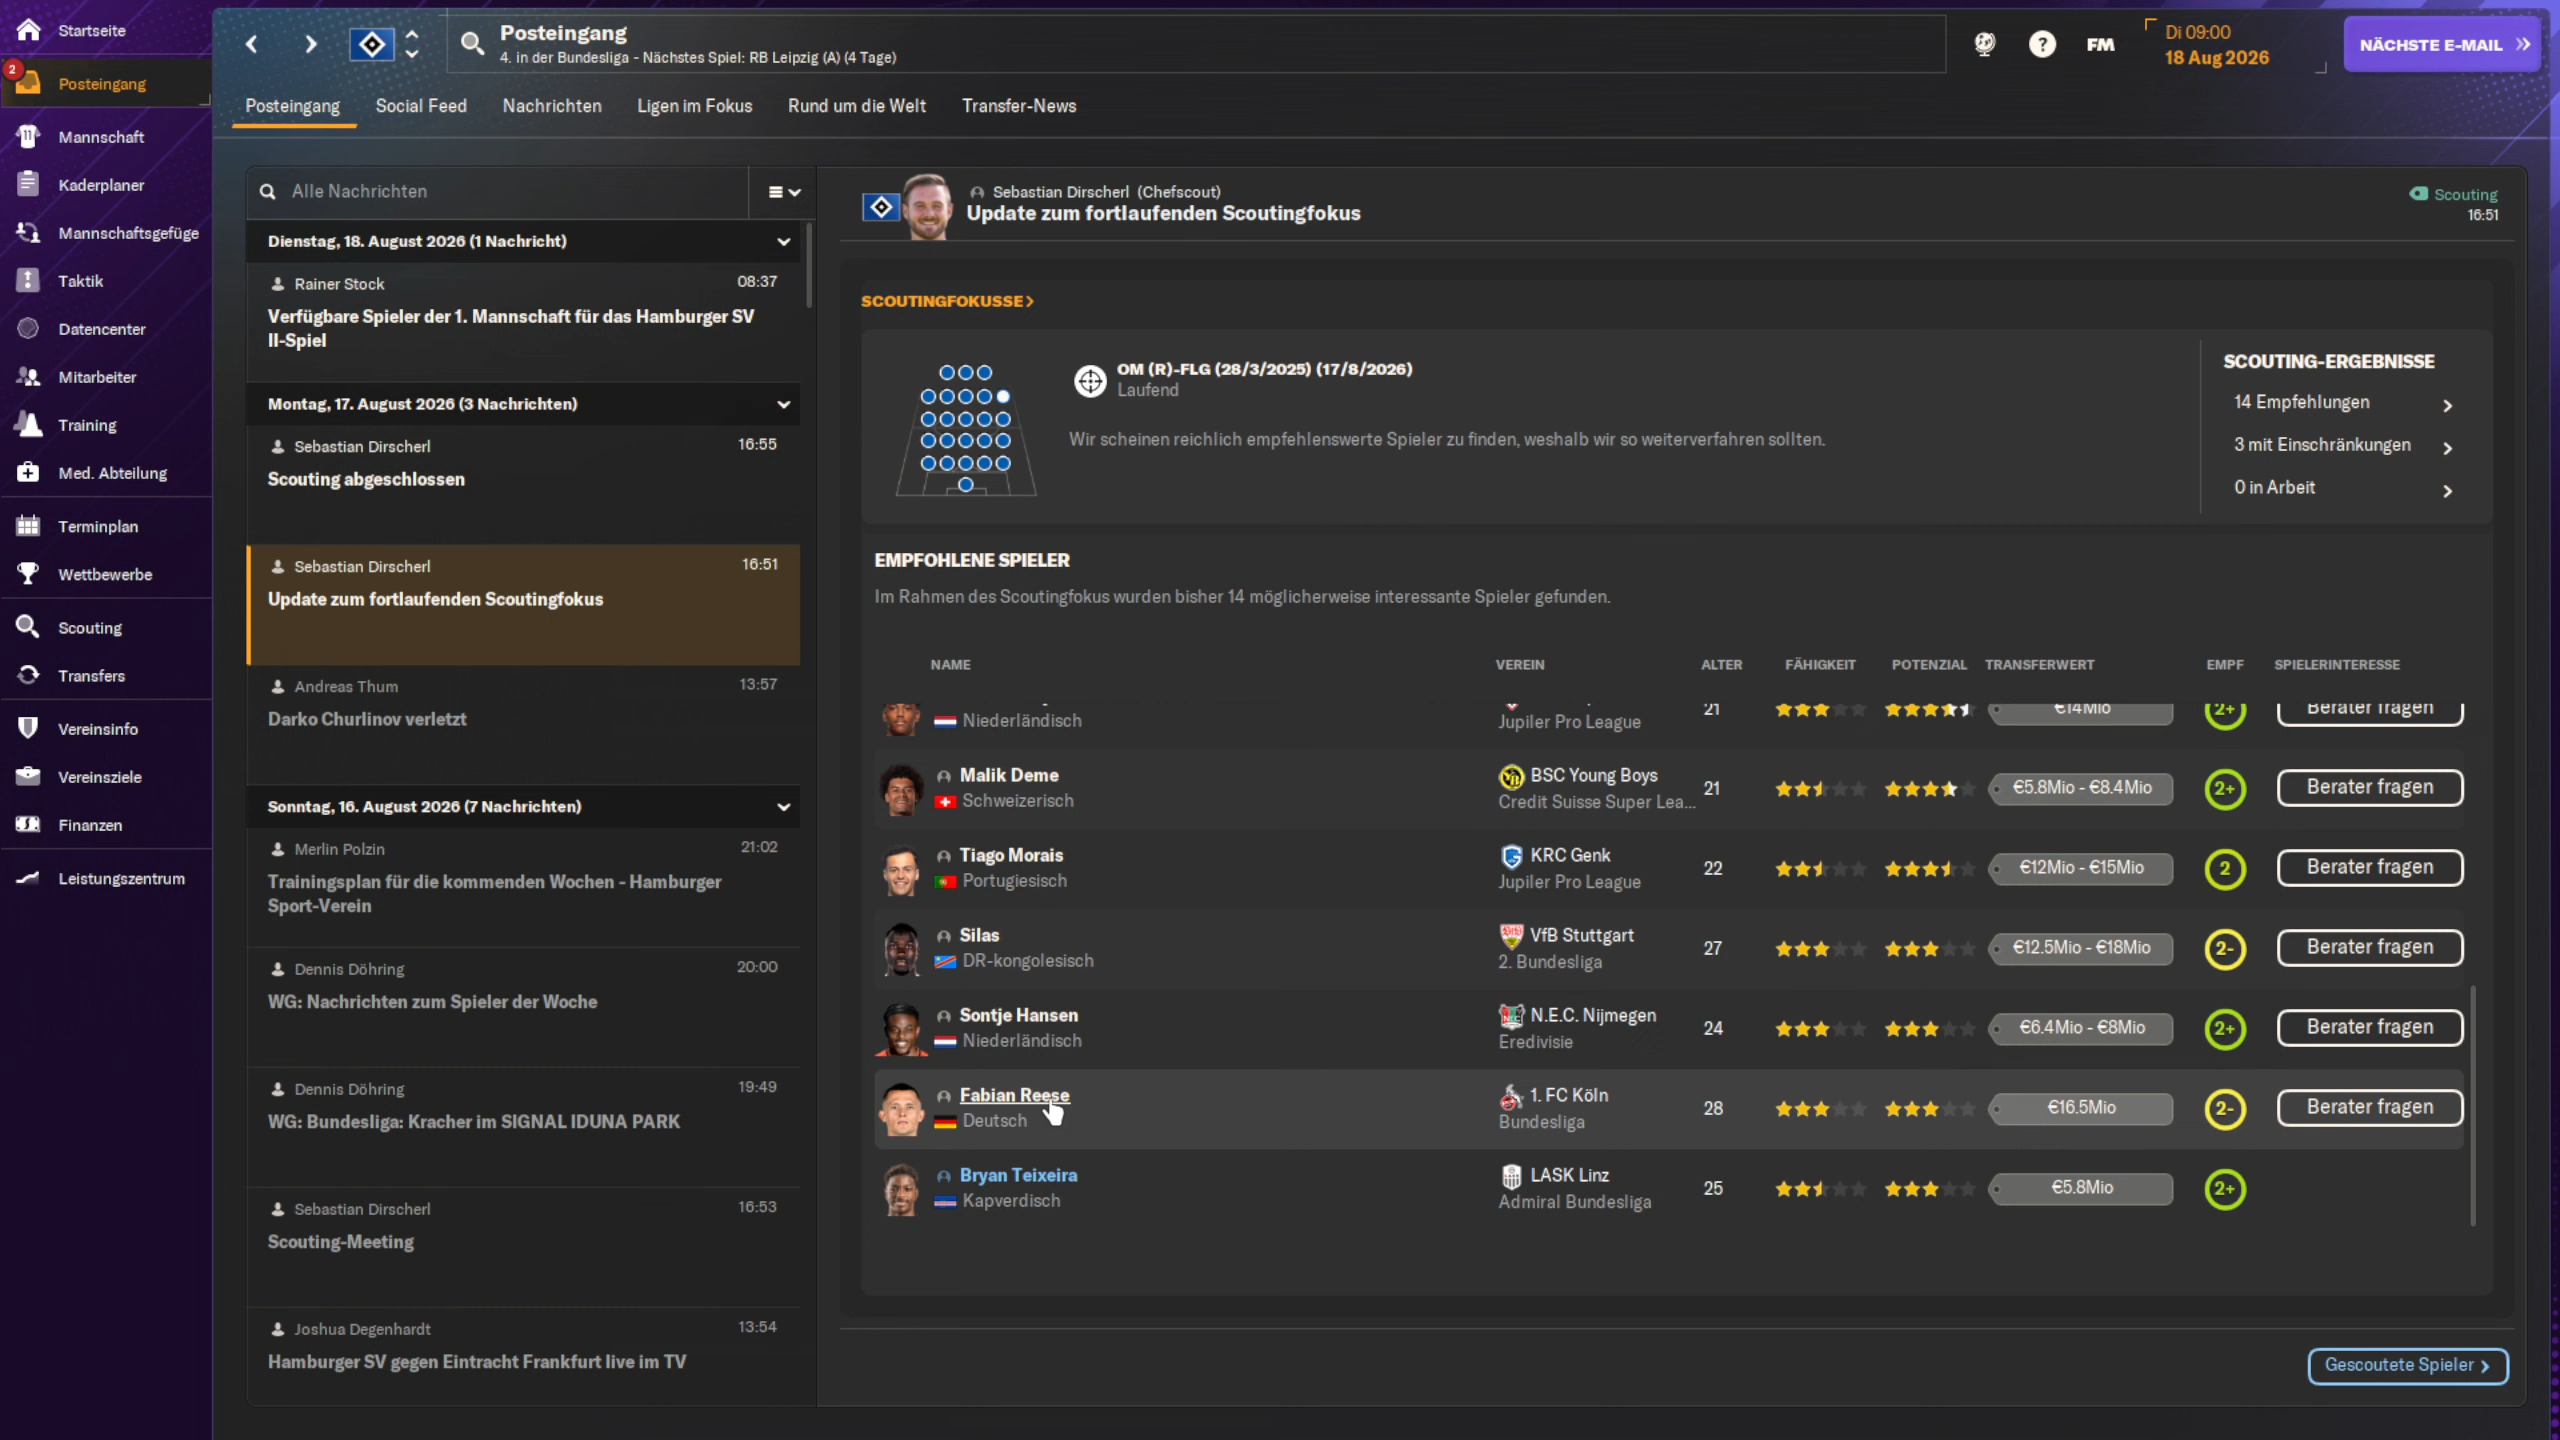 Startseite
2
Posteingang
Mannschaft
Kaderplaner
Mannschaftsgefüge
Taktik
Datencenter
Mitarbeiter
Training
Med. Abteilung
Terminplan
Wettbewerbe
Scouting
Transfers
Vereinsinfo
Vereinsziele
Finanzen
Leistungszentrum
Posteingang
4. in der Bundesliga - Nächstes Spiel: RB Leipzig (A) (4 Tage)
FM
Di 09:00
18 Aug 2026
NÄCHSTE E-MAIL
Posteingang Social Feed Nachrichten Ligen im Fokus Rund um die Welt Transfer-News
Alle Nachrichten
Dienstag, 18. August 2026 (1 Nachricht)
Rainer Stock 08:37
Verfügbare Spieler der 1. Mannschaft für das Hamburger SV
II-Spiel
Montag, 17. August 2026 (3 Nachrichten)
Sebastian Dirscherl 16:55
Scouting abgeschlossen
Sebastian Dirscherl 16:51
Update zum fortlaufenden Scoutingfokus
Andreas Thum 13:57
Darko Churlinov verletzt
Sonntag, 16. August 2026 (7 Nachrichten)
Merlin Polzin 21:02
Trainingsplan für die kommenden Wochen - Hamburger
Sport-Verein
Dennis Döhring 20:00
WG: Nachrichten zum Spieler der Woche
Dennis Döhring 19:49
WG: Bundesliga: Kracher im SIGNAL IDUNA PARK
Sebastian Dirscherl 16:53
Scouting-Meeting
Joshua Degenhardt 13:54
Hamburger SV gegen Eintracht Frankfurt live im TV
Sebastian Dirscherl (Chefscout)
Update zum fortlaufenden Scoutingfokus
Scouting
16:51
SCOUTINGFOKUSSE
OM (R)-FLG (28/3/2025) (17/8/2026)
Laufend
Wir scheinen reichlich empfehlenswerte Spieler zu finden, weshalb wir so weiterverfahren sollten.
SCOUTING-ERGEBNISSE
14 Empfehlungen
3 mit Einschränkungen
0 in Arbeit
EMPFOHLENE SPIELER
Im Rahmen des Scoutingfokus wurden bisher 14 möglicherweise interessante Spieler gefunden.
NAME VEREIN ALTER FÄHIGKEIT POTENZIAL TRANSFERWERT EMPF SPIELERINTERESSE
Niederländisch Jupiler Pro League 21 €14Mio 2+ Berater fragen
Malik Deme BSC Young Boys
Schweizerisch Credit Suisse Super Lea... 21 €5.8Mio - €8.4Mio 2+ Berater fragen
Tiago Morais KRC Genk
Portugiesisch Jupiler Pro League 22 €12Mio - €15Mio 2 Berater fragen
Silas VfB Stuttgart
DR-kongolesisch 2. Bundesliga 27 €12.5Mio - €18Mio 2- Berater fragen
Sontje Hansen N.E.C. Nijmegen
Niederländisch Eredivisie 24 €6.4Mio - €8Mio 2+ Berater fragen
Fabian Reese 1. FC Köln
Deutsch Bundesliga 28 €16.5Mio 2- Berater fragen
Bryan Teixeira LASK Linz
Kapverdisch Admiral Bundesliga 25 €5.8Mio 2+
Gescoutete Spieler